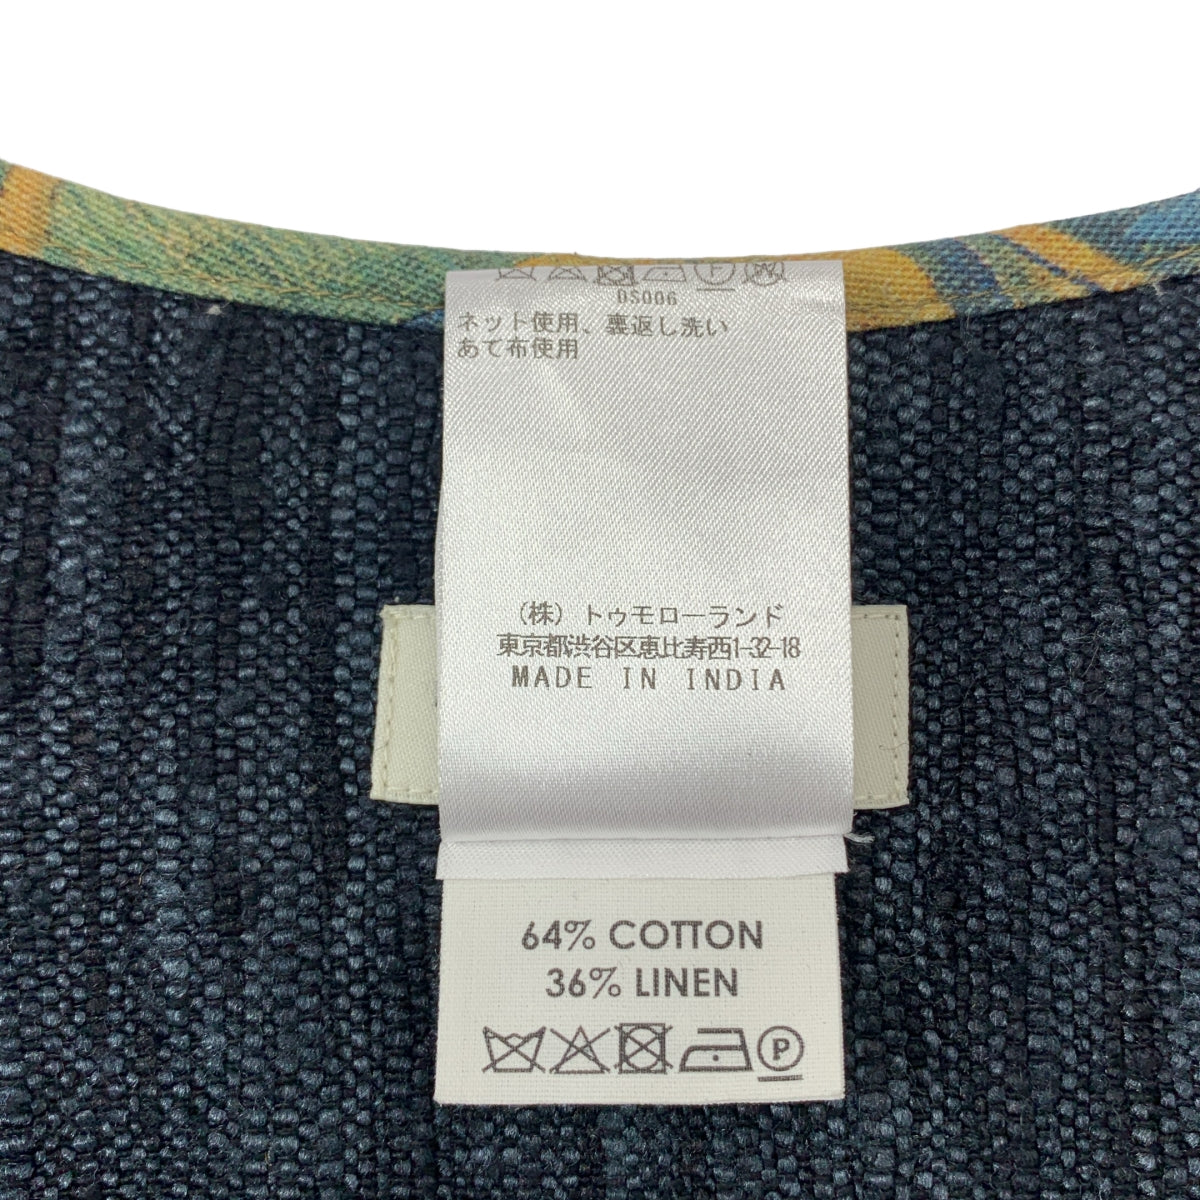 DS006
ネット使用、裏返し洗い
あて布使用
(株) トゥモローランド
東京都渋谷区恵比寿西1-32-18
MADE IN INDIA
64% COTTON
36% LINEN
P